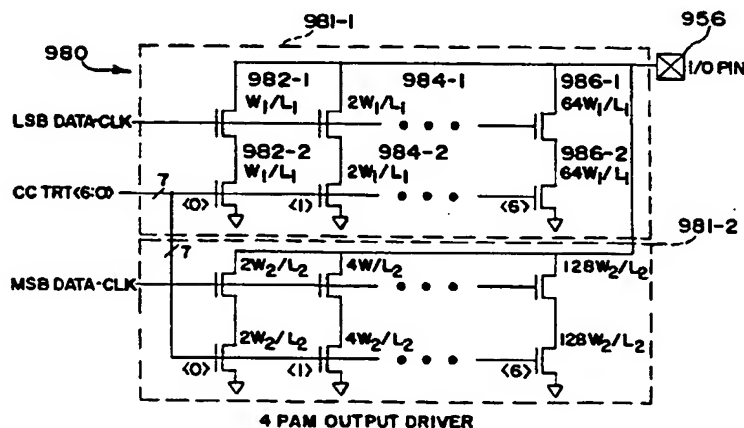 981-1
956
980
982-1 984-1 986-1
I/O PIN
W₁/L₁ 2W₁/L₁ 64W₁/L₁
LSB DATA·CLK
982-2 984-2 986-2
W₁/L₁ 2W₁/L₁ 64W₁/L₁
CC TRT<6:0> 7
<0> <1> <6>
981-2
7
2W₂/L₂ 4W/L₂ 128W₂/L₂
MSB DATA·CLK
2W₂/L₂ 4W₂/L₂ 128W₂/L₂
<0> <1> <6>
4 PAM OUTPUT DRIVER